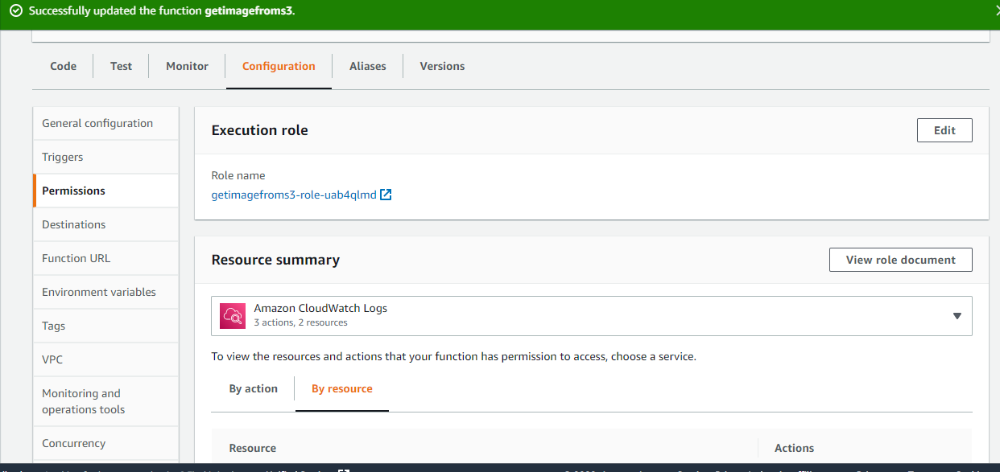 Successfully updated the function getimagefroms3.
Code Test Monitor Configuration Aliases Versions
General configuration
Triggers
Permissions
Destinations
Function URL
Environment variables
Tags
VPC
Monitoring and
operations tools
Concurrency
Execution role
Edit
Role name
getimagefroms3-role-uab4qlmd
Resource summary
View role document
Amazon CloudWatch Logs
3 actions, 2 resources
To view the resources and actions that your function has permission to access, choose a service.
By action By resource
Resource Actions